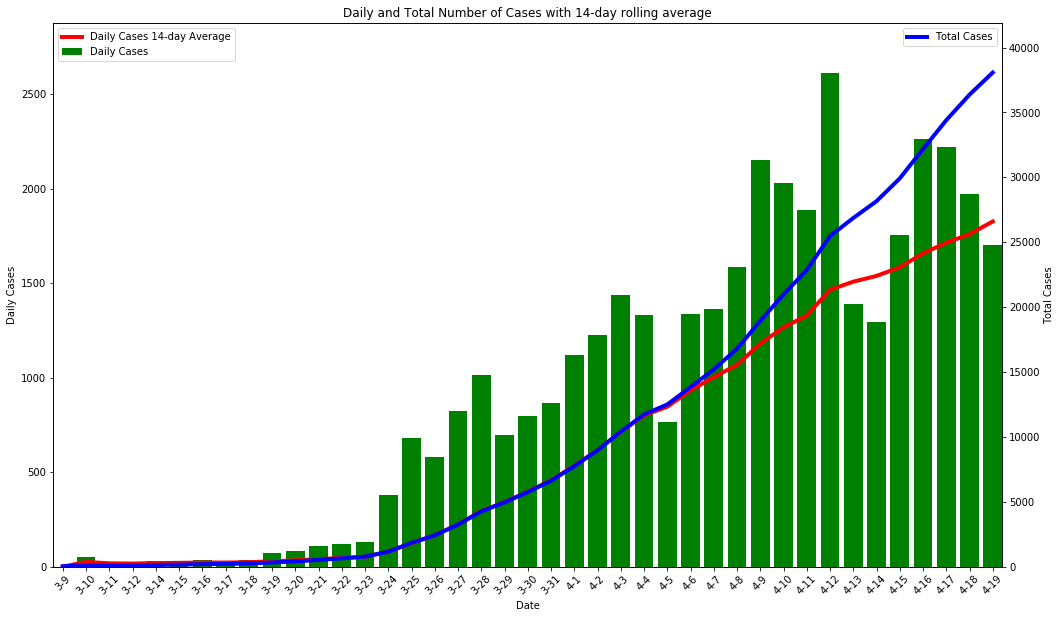 Daily and Total Number of Cases with 14-day rolling average
Daily Cases 14-day Average
Daily Cases
Total Cases
Daily Cases
2500
2000
1500
1000
500
0
40000
35000
30000
25000
20000
15000
10000
5000
0
Total Cases
3-9 3-10 3-11 3-12 3-14 3-15 3-16 3-17 3-18 3-19 3-20 3-21 3-22 3-23 3-24 3-25 3-26 3-27 3-28 3-29 3-30 3-31 4-1 4-2 4-3 4-4 4-5 4-6 4-7 4-8 4-9 4-10 4-11 4-12 4-13 4-14 4-15 4-16 4-17 4-18 4-19
Date